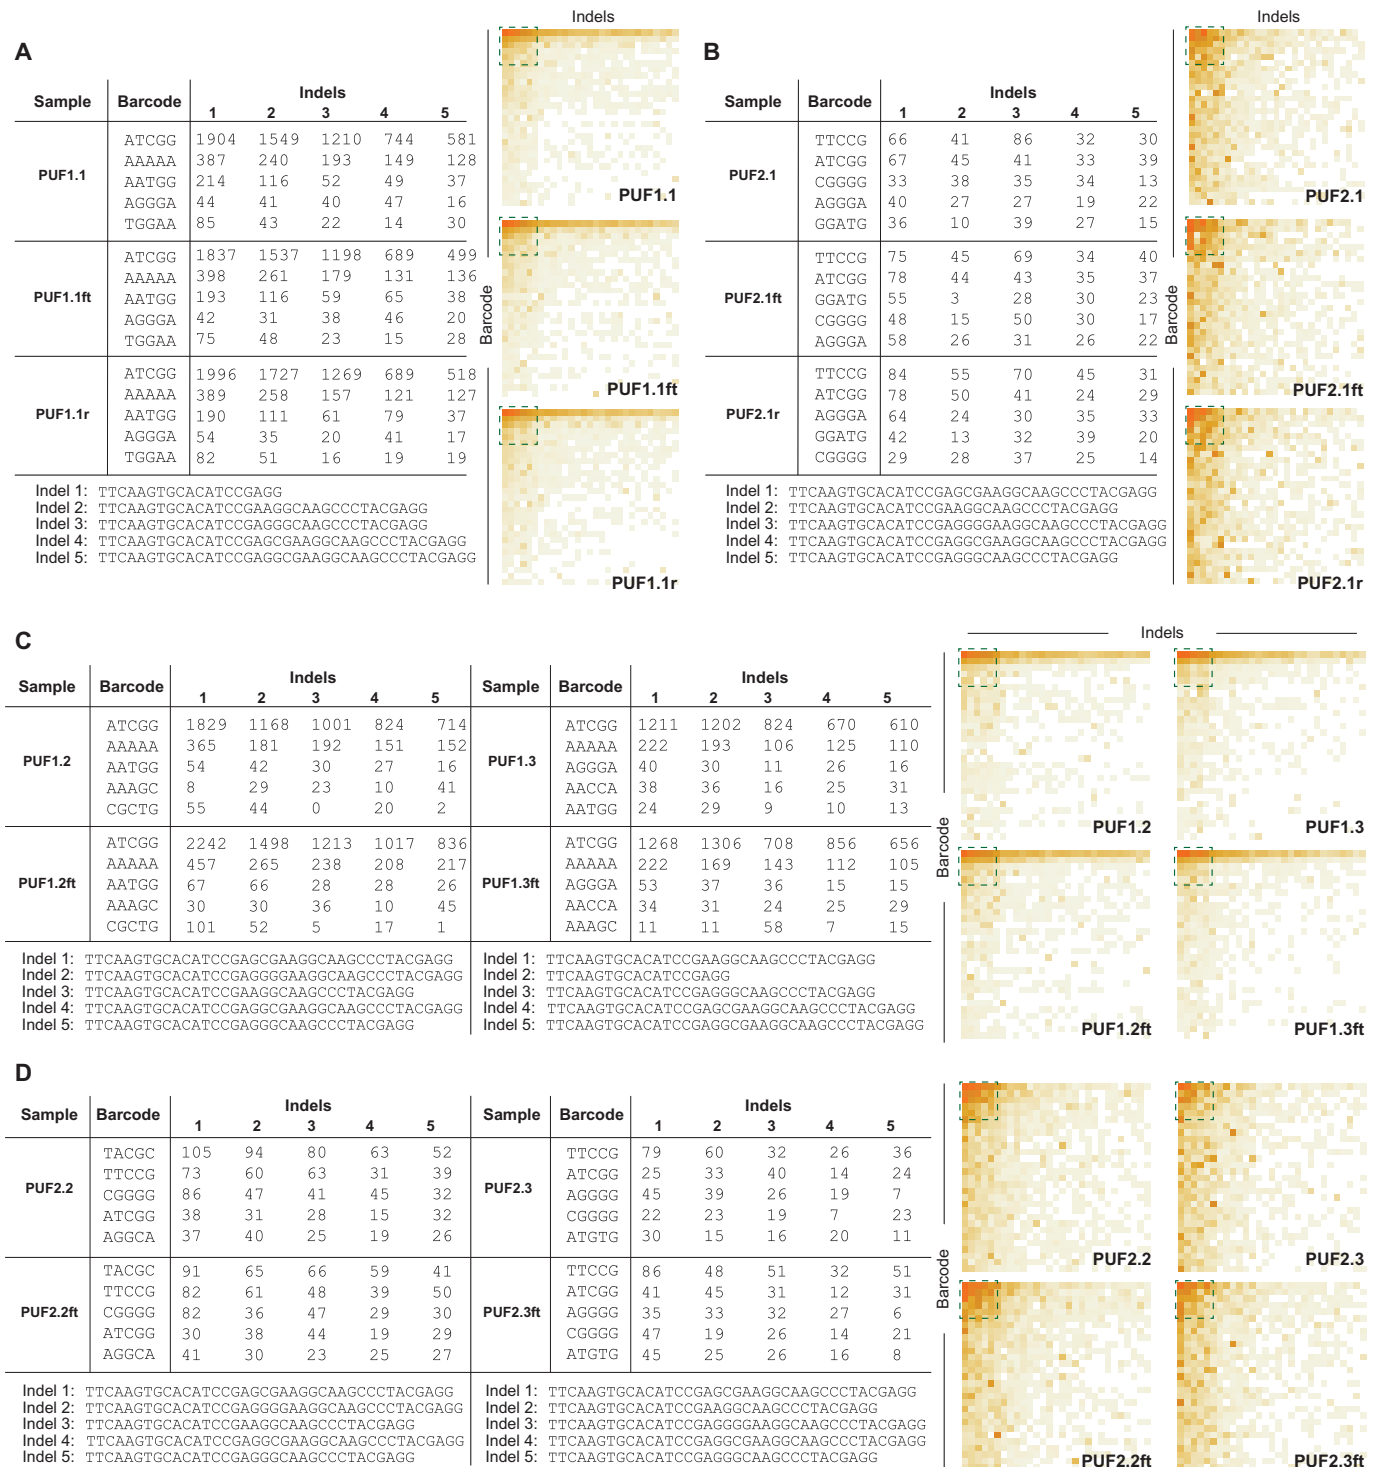 A
Indels
Sample Barcode Indels
1 2 3 4 5
PUF1.1
ATCGG 1904 1549 1210 744 581
AAAAA 387 240 193 149 128
AATGG 214 116 52 49 37
AGGGA 44 41 40 47 16
TGGAA 85 43 22 14 30
PUF1.1ft
ATCGG 1837 1537 1198 689 499
AAAAA 398 261 179 131 136
AATGG 193 116 59 65 38
AGGGA 42 31 38 46 20
TGGAA 75 48 23 15 28
PUF1.1r
ATCGG 1996 1727 1269 689 518
AAAAA 389 258 157 121 127
AATGG 190 111 61 79 37
AGGGA 54 35 20 41 17
TGGAA 82 51 16 19 19
Indel 1: TTCAAGTGCACATCCGAGG
Indel 2: TTCAAGTGCACATCCGAAGGCAAGCCCTACGAGG
Indel 3: TTCAAGTGCACATCCGAGGGCAAGCCCTACGAGG
Indel 4: TTCAAGTGCACATCCGAGCGAAGGCAAGCCCTACGAGG
Indel 5: TTCAAGTGCACATCCGAGGCGAAGGCAAGCCCTACGAGG
Barcode
PUF1.1
PUF1.1ft
PUF1.1r
B
Indels
Sample Barcode Indels
1 2 3 4 5
PUF2.1
TTCCG 66 41 86 32 30
ATCGG 67 45 41 33 39
CGGGG 33 38 35 34 13
AGGGA 40 27 27 19 22
GGATG 36 10 39 27 15
PUF2.1ft
TTCCG 75 45 69 34 40
ATCGG 78 44 43 35 37
GGATG 55 3 28 30 23
CGGGG 48 15 50 30 17
AGGGA 58 26 31 26 22
PUF2.1r
TTCCG 84 55 70 45 31
ATCGG 78 50 41 24 29
AGGGA 64 24 30 35 33
GGATG 42 13 32 39 20
CGGGG 29 28 37 25 14
Indel 1: TTCAAGTGCACATCCGAGCGAAGGCAAGCCCTACGAGG
Indel 2: TTCAAGTGCACATCCGAAGGCAAGCCCTACGAGG
Indel 3: TTCAAGTGCACATCCGAGGGGAAGGCAAGCCCTACGAGG
Indel 4: TTCAAGTGCACATCCGAGGCGAAGGCAAGCCCTACGAGG
Indel 5: TTCAAGTGCACATCCGAGGGCAAGCCCTACGAGG
Barcode
PUF2.1
PUF2.1ft
PUF2.1r
C
Indels
Sample Barcode Indels
1 2 3 4 5
PUF1.2
ATCGG 1829 1168 1001 824 714
AAAAA 365 181 192 151 152
AATGG 54 42 30 27 16
AAAGC 8 29 23 10 41
CGCTG 55 44 0 20 2
PUF1.2ft
ATCGG 2242 1498 1213 1017 836
AAAAA 457 265 238 208 217
AATGG 67 66 28 28 26
AAAGC 30 30 36 10 45
CGCTG 101 52 5 17 1
Indel 1: TTCAAGTGCACATCCGAGCGAAGGCAAGCCCTACGAGG
Indel 2: TTCAAGTGCACATCCGAGGGGAAGGCAAGCCCTACGAGG
Indel 3: TTCAAGTGCACATCCGAAGGCAAGCCCTACGAGG
Indel 4: TTCAAGTGCACATCCGAGGCGAAGGCAAGCCCTACGAGG
Indel 5: TTCAAGTGCACATCCGAGGGCAAGCCCTACGAGG
Sample Barcode Indels
1 2 3 4 5
PUF1.3
ATCGG 1211 1202 824 670 610
AAAAA 222 193 106 125 110
AGGGA 40 30 11 26 16
AACCA 38 36 16 25 31
AATGG 24 29 9 10 13
PUF1.3ft
ATCGG 1268 1306 708 856 656
AAAAA 222 169 143 112 105
AGGGA 53 37 36 15 15
AACCA 34 31 24 25 29
AAAGC 11 11 58 7 15
Indel 1: TTCAAGTGCACATCCGAAGGCAAGCCCTACGAGG
Indel 2: TTCAAGTGCACATCCGAGG
Indel 3: TTCAAGTGCACATCCGAGGGCAAGCCCTACGAGG
Indel 4: TTCAAGTGCACATCCGAGCGAAGGCAAGCCCTACGAGG
Indel 5: TTCAAGTGCACATCCGAGGCGAAGGCAAGCCCTACGAGG
Barcode
PUF1.2
PUF1.3
PUF1.2ft
PUF1.3ft
D
Sample Barcode Indels
1 2 3 4 5
PUF2.2
TACGC 105 94 80 63 52
TTCCG 73 60 63 31 39
CGGGG 86 47 41 45 32
ATCGG 38 31 28 15 32
AGGCA 37 40 25 19 26
PUF2.2ft
TACGC 91 65 66 59 41
TTCCG 82 61 48 39 50
CGGGG 82 36 47 29 30
ATCGG 30 38 44 19 29
AGGCA 41 30 23 25 27
Indel 1: TTCAAGTGCACATCCGAGCGAAGGCAAGCCCTACGAGG
Indel 2: TTCAAGTGCACATCCGAGGGGAAGGCAAGCCCTACGAGG
Indel 3: TTCAAGTGCACATCCGAAGGCAAGCCCTACGAGG
Indel 4: TTCAAGTGCACATCCGAGGCGAAGGCAAGCCCTACGAGG
Indel 5: TTCAAGTGCACATCCGAGGGCAAGCCCTACGAGG
Sample Barcode Indels
1 2 3 4 5
PUF2.3
TTCCG 79 60 32 26 36
ATCGG 25 33 40 14 24
AGGGG 45 39 26 19 7
CGGGG 22 23 19 7 23
ATGTG 30 15 16 20 11
PUF2.3ft
TTCCG 86 48 51 32 51
ATCGG 41 45 31 12 31
AGGGG 35 33 32 27 6
CGGGG 47 19 26 14 21
ATGTG 45 25 26 16 8
Indel 1: TTCAAGTGCACATCCGAGCGAAGGCAAGCCCTACGAGG
Indel 2: TTCAAGTGCACATCCGAAGGCAAGCCCTACGAGG
Indel 3: TTCAAGTGCACATCCGAGGGGAAGGCAAGCCCTACGAGG
Indel 4: TTCAAGTGCACATCCGAGGCGAAGGCAAGCCCTACGAGG
Indel 5: TTCAAGTGCACATCCGAGGGCAAGCCCTACGAGG
Barcode
PUF2.2
PUF2.3
PUF2.2ft
PUF2.3ft